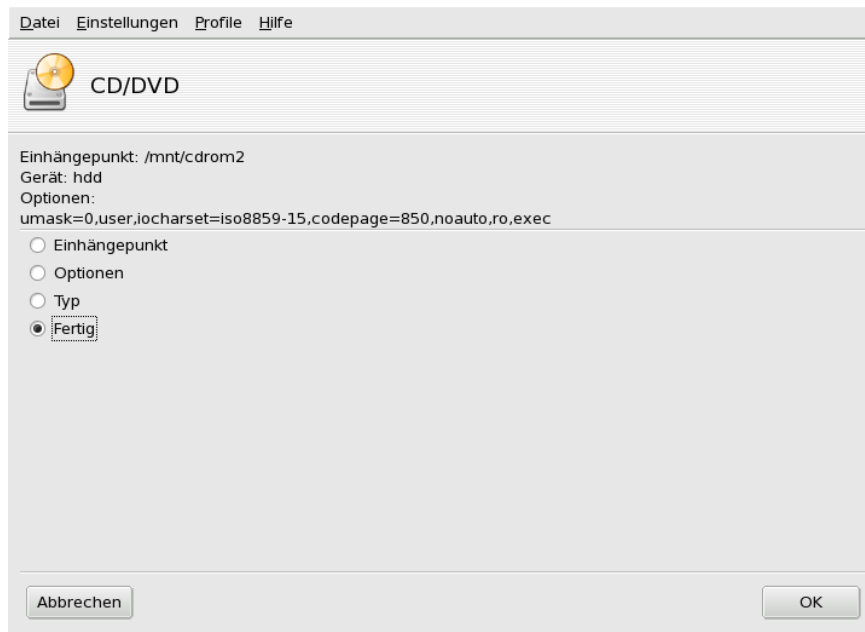 Datei Einstellungen Profile Hilfe
CD/DVD
Einhängepunkt: /mnt/cdrom2
Gerät: hdd
Optionen:
umask=0,user,iocharset=iso8859-15,codepage=850,noauto,ro,exec
Einhängepunkt
Optionen
Typ
Fertig
Abbrechen OK